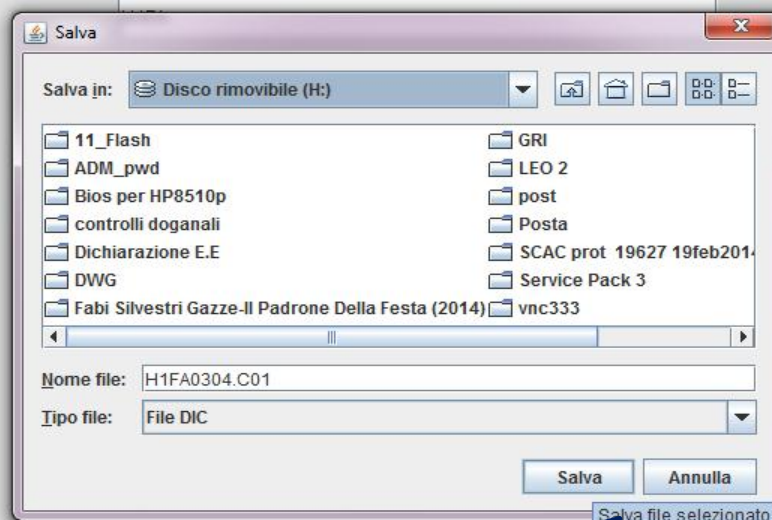 Salva
Salva in: Disco rimovibile (H:)
11_Flash
ADM_pwd
Bios per HP8510p
controlli doganali
Dichiarazione E.E
DWG
Fabi Silvestri Gazze-Il Padrone Della Festa (2014)
GRI
LEO 2
post
Posta
SCAC prot 19627 19feb201
Service Pack 3
vnc333
Nome file: H1FA0304.C01
Tipo file: File DIC
Salva
Annulla
Salva file selezionato